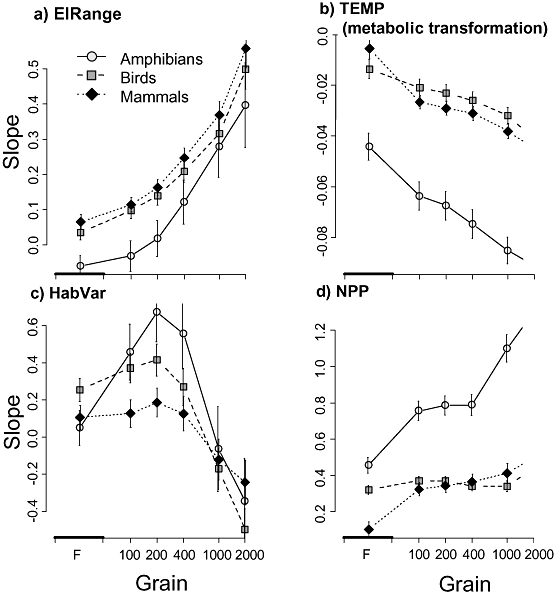 a) ElRange
Amphibians
Birds
Mammals
Slope
0.0 0.1 0.2 0.3 0.4 0.5
b) TEMP
(metabolic transformation)
-0.08 -0.06 -0.04 -0.02 0.0
c) HabVar
Slope
-0.4 -0.2 0.0 0.2 0.4 0.6
F 100 200 400 1000 2000
Grain
d) NPP
0.2 0.4 0.6 0.8 1.0 1.2
F 100 200 400 1000 2000
Grain